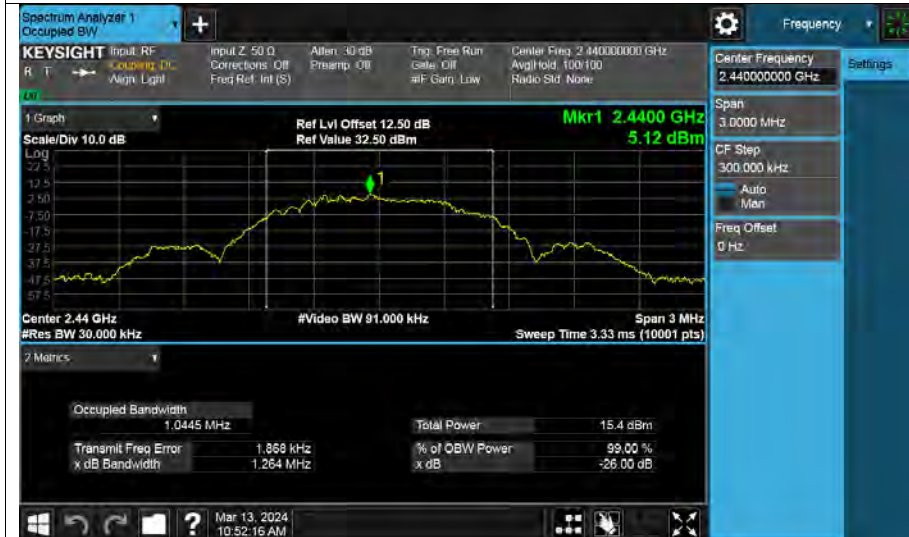 Spectrum Analyzer 1
Occupied BW
+
Frequency
KEYSIGHT Input: RF
R T
Coupling: DC
Align: Light
Input Z: 50 Ω
Corrections: Off
Freq Ref: Int (S)
Atten: 30 dB
Preamp: Off
Trig: Free Run
Gate: Off
#IF Gain: Low
Center Freq: 2.440000000 GHz
Avg|Hold: 100/100
Radio Std: None
Center Frequency
2.440000000 GHz
Settings
Span
3.0000 MHz
CF Step
300.000 kHz
Auto
Man
Freq Offset
0 Hz
1 Graph
Scale/Div 10.0 dB
Ref Lvl Offset 12.50 dB
Ref Value 32.50 dBm
Mkr1 2.4400 GHz
5.12 dBm
Log
22.5
12.5
2.50
-7.50
-17.5
-27.5
-37.5
-47.5
-57.5
1
Center 2.44 GHz
#Video BW 91.000 kHz
Span 3 MHz
#Res BW 30.000 kHz
Sweep Time 3.33 ms (10001 pts)
2 Metrics
Occupied Bandwidth
1.0445 MHz
Total Power 15.4 dBm
Transmit Freq Error 1.868 kHz
% of OBW Power 99.00 %
x dB Bandwidth 1.264 MHz
x dB -26.00 dB
?
Mar 13, 2024
10:52:16 AM